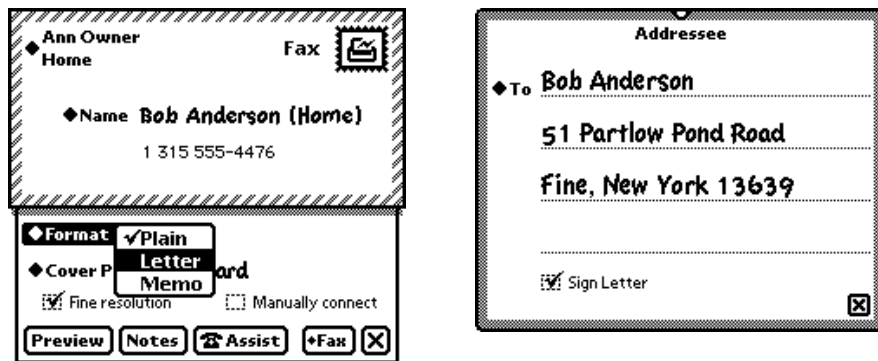 Ann Owner
Home
Fax
Name Bob Anderson (Home)
1 315 555-4476
Format
Plain
Letter
Memo
Cover P ard
Fine resolution
Manually connect
Preview
Notes
Assist
Fax
Addressee
To Bob Anderson
51 Partlow Pond Road
Fine, New York 13639
Sign Letter